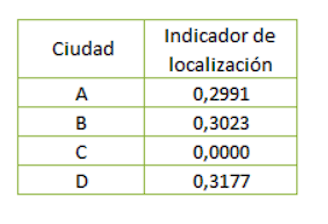 Ciudad Indicador de localización
A 0,2991
B 0,3023
C 0,0000
D 0,3177